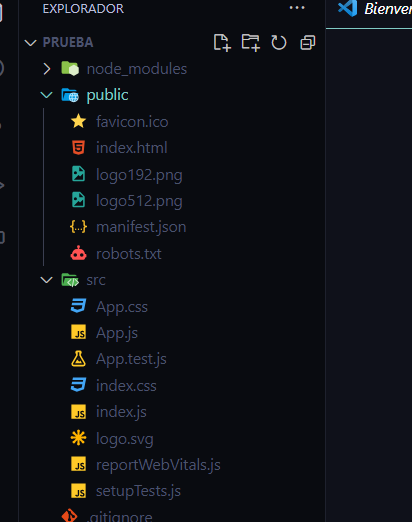 EXPLORADOR
Bienven
PRUEBA
node_modules
public
favicon.ico
index.html
logo192.png
logo512.png
manifest.json
robots.txt
src
App.css
App.js
App.test.js
index.css
index.js
logo.svg
reportWebVitals.js
setupTests.js
.gitignore